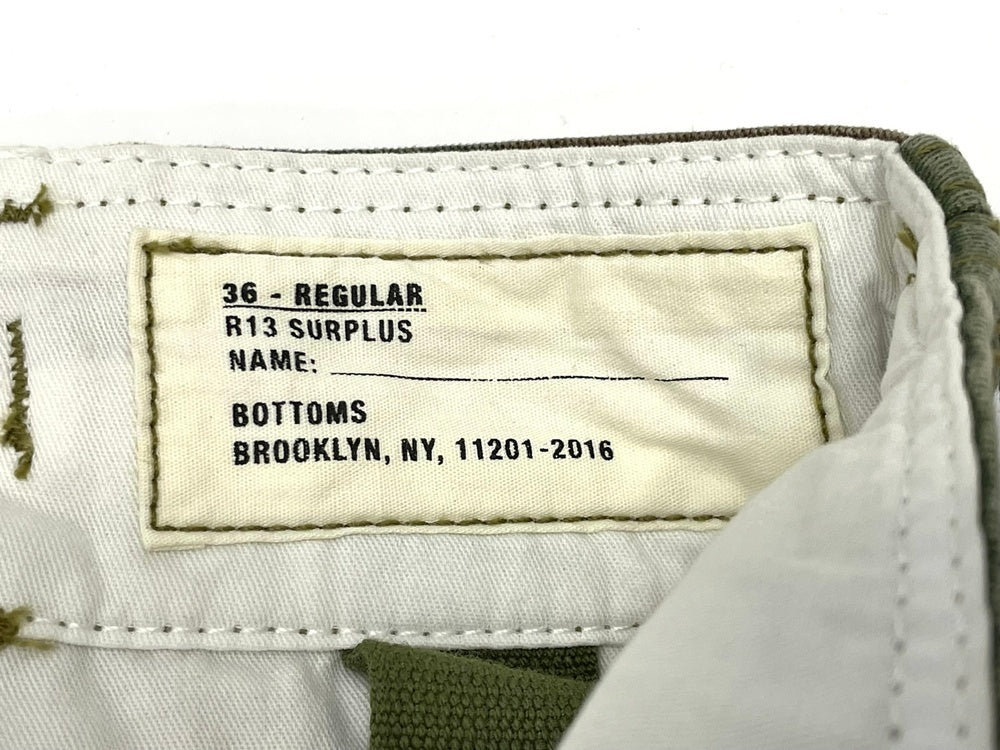 36 - REGULAR
R13 SURPLUS
NAME:
BOTTOMS
BROOKLYN, NY, 11201-2016